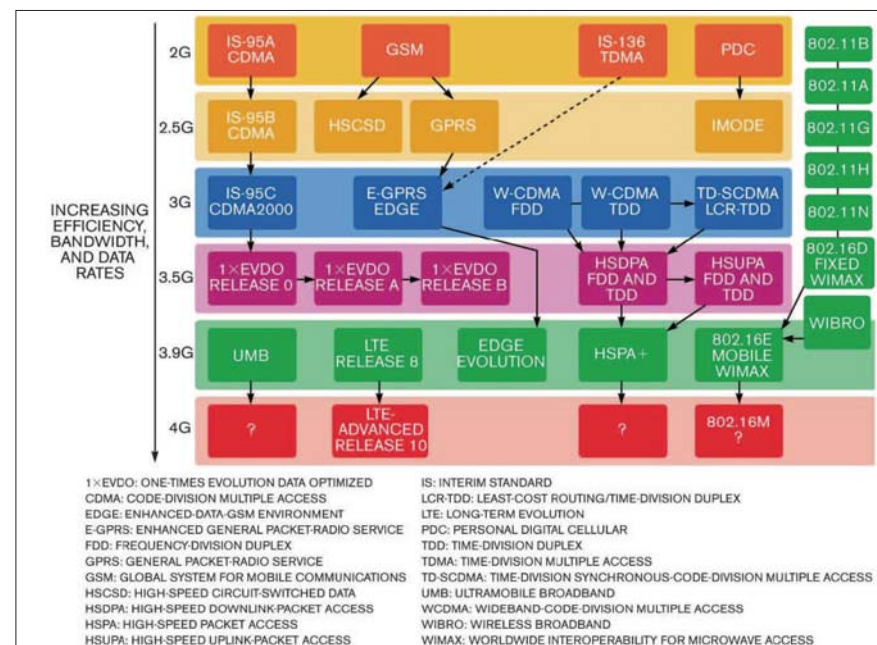 2G
IS-95A
CDMA
GSM
IS-136
TDMA
PDC
802.11B
802.11A
2.5G
IS-95B
CDMA
HSCSD
GPRS
IMODE
802.11G
802.11H
INCREASING
EFFICIENCY,
BANDWIDTH,
AND DATA
RATES
3G
IS-95C
CDMA2000
E-GPRS
EDGE
W-CDMA
FDD
W-CDMA
TDD
TD-SCDMA
LCR-TDD
802.11N
3.5G
1×EVDO
RELEASE 0
1×EVDO
RELEASE A
1×EVDO
RELEASE B
HSDPA
FDD AND
TDD
HSUPA
FDD AND
TDD
802.16D
FIXED
WIMAX
WIBRO
3.9G
UMB
LTE
RELEASE 8
EDGE
EVOLUTION
HSPA+
802.16E
MOBILE
WIMAX
4G
?
LTE-
ADVANCED
RELEASE 10
?
802.16M
?
1×EVDO: ONE-TIMES EVOLUTION DATA OPTIMIZED
CDMA: CODE-DIVISION MULTIPLE ACCESS
EDGE: ENHANCED-DATA-GSM ENVIRONMENT
E-GPRS: ENHANCED GENERAL PACKET-RADIO SERVICE
FDD: FREQUENCY-DIVISION DUPLEX
GPRS: GENERAL PACKET-RADIO SERVICE
GSM: GLOBAL SYSTEM FOR MOBILE COMMUNICATIONS
HSCSD: HIGH-SPEED CIRCUIT-SWITCHED DATA
HSDPA: HIGH-SPEED DOWNLINK-PACKET ACCESS
HSPA: HIGH-SPEED PACKET ACCESS
HSUPA: HIGH-SPEED UPLINK-PACKET ACCESS
IS: INTERIM STANDARD
LCR-TDD: LEAST-COST ROUTING/TIME-DIVISION DUPLEX
LTE: LONG-TERM EVOLUTION
PDC: PERSONAL DIGITAL CELLULAR
TDD: TIME-DIVISION DUPLEX
TDMA: TIME-DIVISION MULTIPLE ACCESS
TD-SCDMA: TIME-DIVISION SYNCHRONOUS-CODE-DIVISION MULTIPLE ACCESS
UMB: ULTRAMOBILE BROADBAND
WCDMA: WIDEBAND-CODE-DIVISION MULTIPLE ACCESS
WIBRO: WIRELESS BROADBAND
WIMAX: WORLDWIDE INTEROPERABILITY FOR MICROWAVE ACCESS